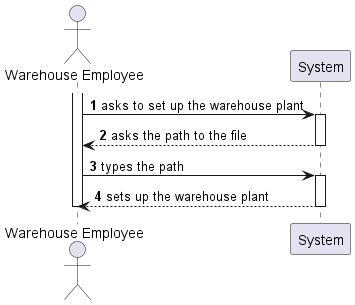 Warehouse Employee
System
1 asks to set up the warehouse plant
2 asks the path to the file
3 types the path
4 sets up the warehouse plant
Warehouse Employee
System